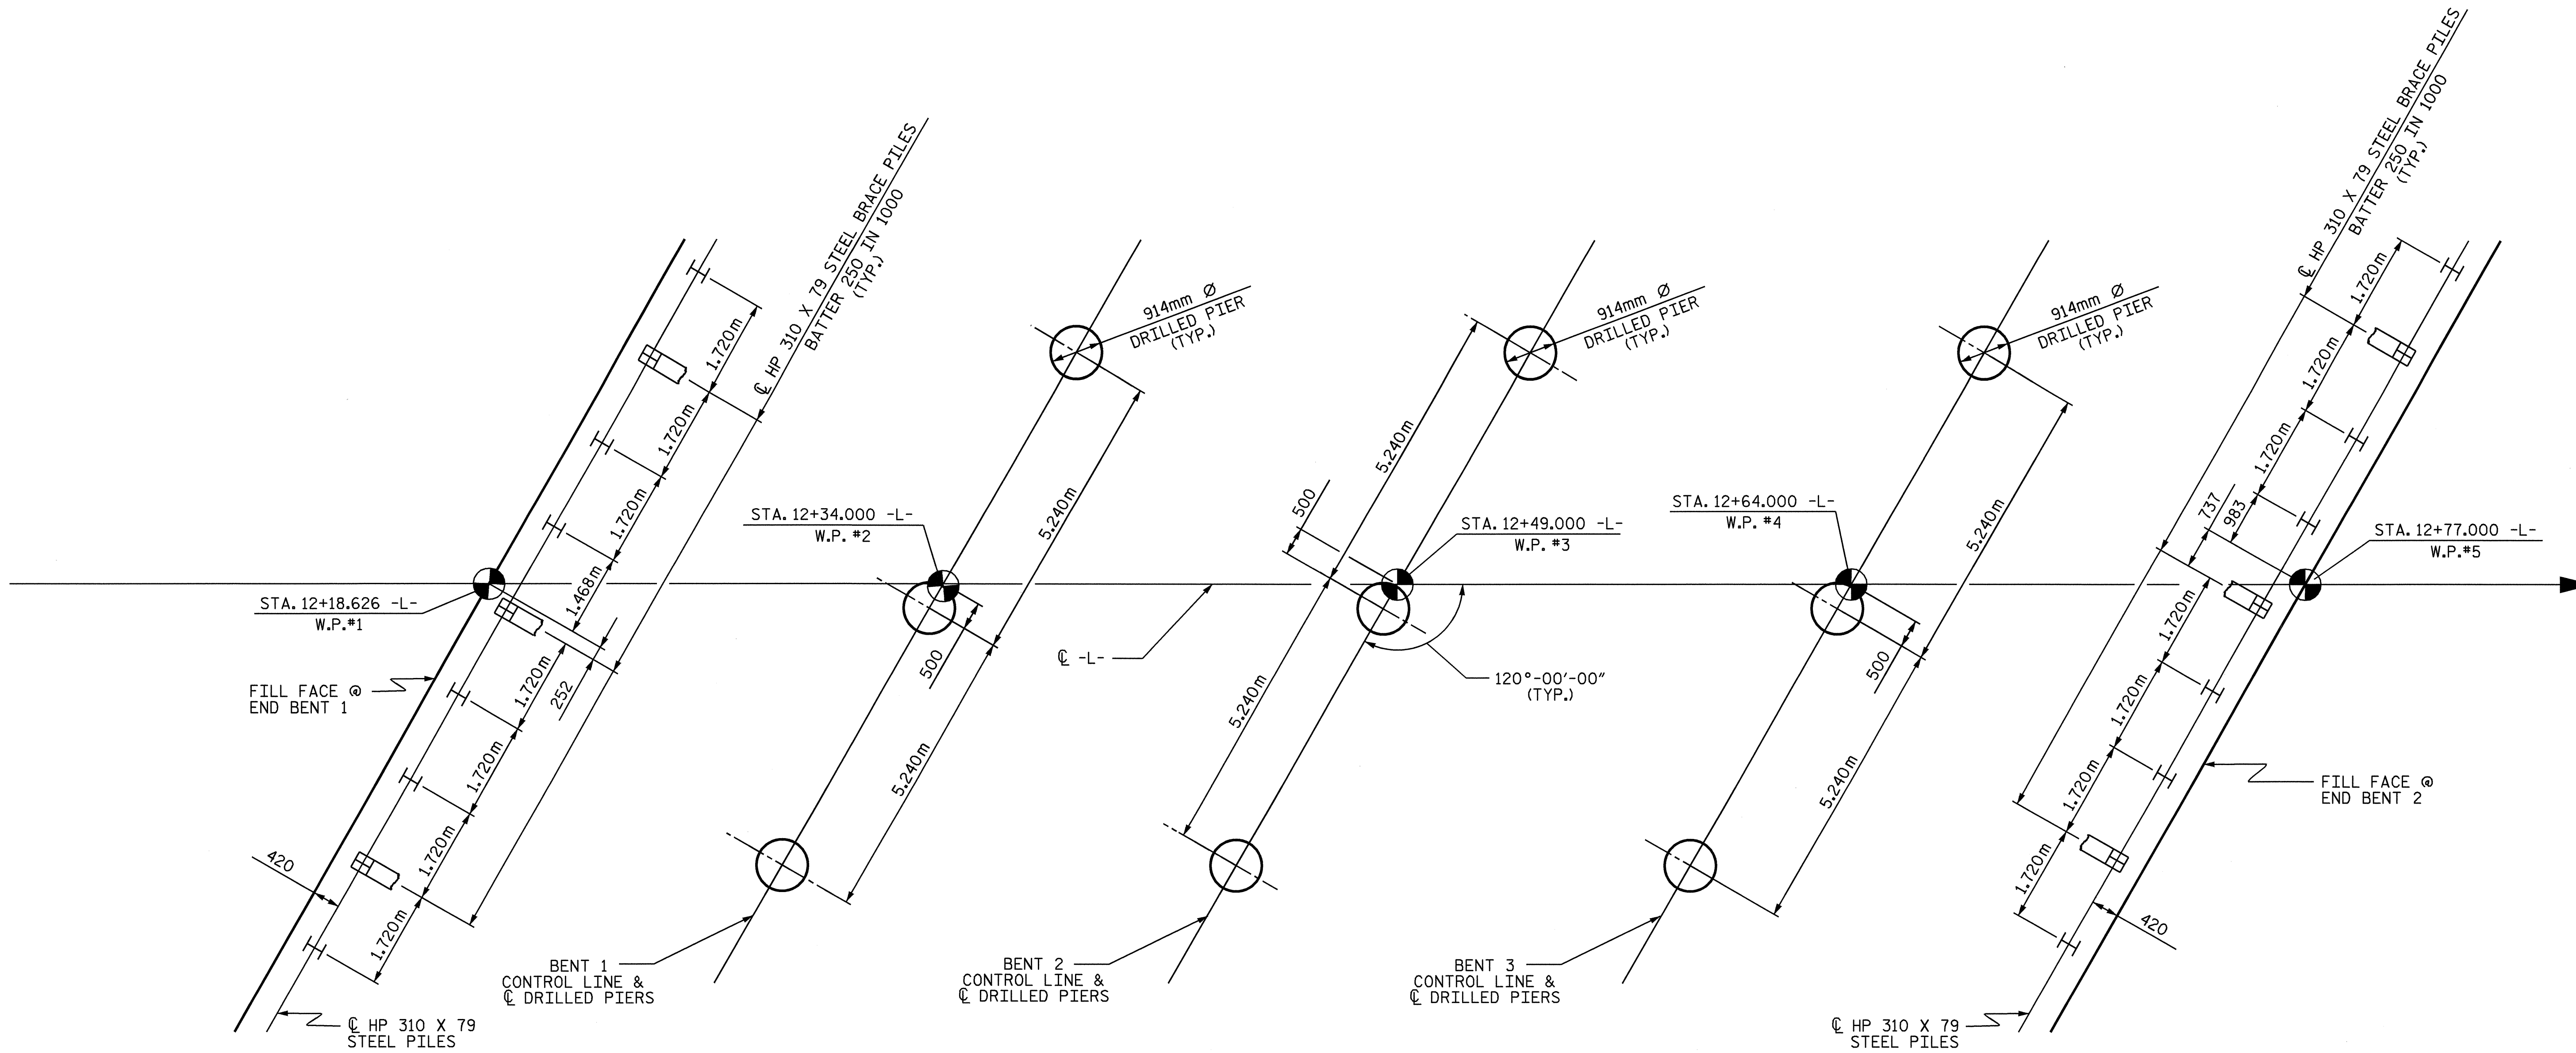 ℄ HP 310 X 79 STEEL BRACE PILES
BATTER 250 IN 1000
(TYP.)
℄ HP 310 X 79 STEEL BRACE PILES
BATTER 250 IN 1000
(TYP.)
914mm Ø
DRILLED PIER
(TYP.)
914mm Ø
DRILLED PIER
(TYP.)
914mm Ø
DRILLED PIER
(TYP.)
1.720m
1.720m
1.720m
1.468m
252
1.720m
1.720m
1.720m
1.720m
420
STA. 12+18.626 -L-
W.P.#1
FILL FACE @
END BENT 1
℄ HP 310 X 79
STEEL PILES
STA. 12+34.000 -L-
W.P. #2
5.240m
500
5.240m
BENT 1
CONTROL LINE &
℄ DRILLED PIERS
℄ -L-
5.240m
500
STA. 12+49.000 -L-
W.P. #3
5.240m
120°-00'-00"
(TYP.)
BENT 2
CONTROL LINE &
℄ DRILLED PIERS
STA. 12+64.000 -L-
W.P. #4
5.240m
500
5.240m
BENT 3
CONTROL LINE &
℄ DRILLED PIERS
1.720m
1.720m
1.720m
737
983
STA. 12+77.000 -L-
W.P.#5
1.720m
1.720m
1.720m
1.720m
FILL FACE @
END BENT 2
420
℄ HP 310 X 79
STEEL PILES